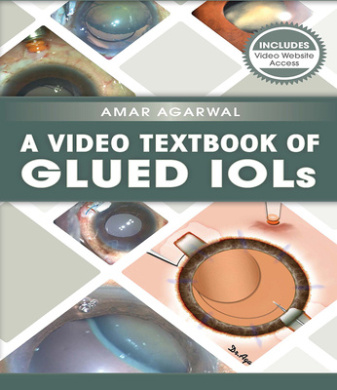 INCLUDES
Video Website
Access
AMAR AGARWAL
A VIDEO TEXTBOOK OF
GLUED IOLs